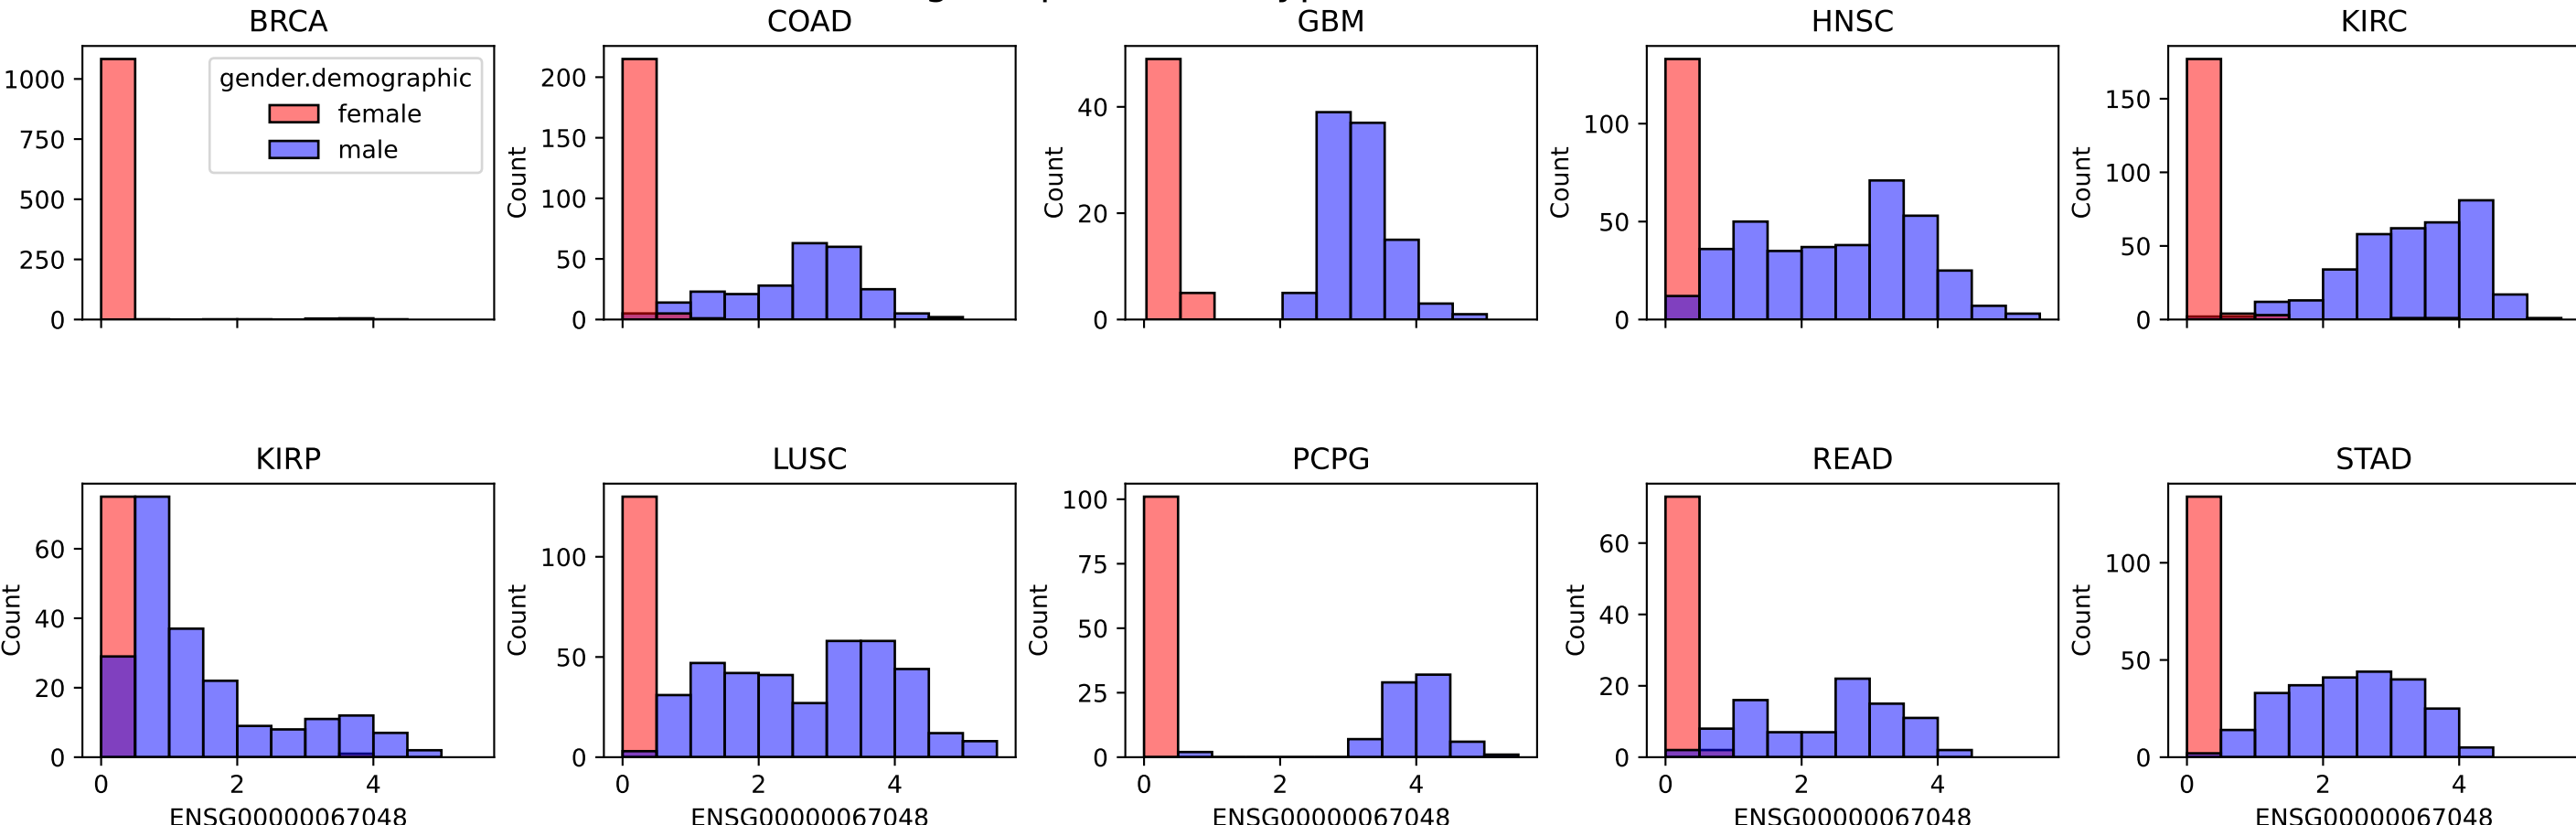 BRCA
COAD
GBM
HNSC
KIRC
gender.demographic
female
male
1000
750
500
250
0
Count
200
150
100
50
0
Count
40
20
0
Count
100
50
0
Count
150
100
50
0
KIRP
LUSC
PCPG
READ
STAD
Count
60
40
20
0
0 2 4
ENSG00000067048
Count
100
50
0
0 2 4
ENSG00000067048
Count
100
75
50
25
0
0 2 4
ENSG00000067048
Count
60
40
20
0
0 2 4
ENSG00000067048
Count
100
50
0
0 2 4
ENSG00000067048